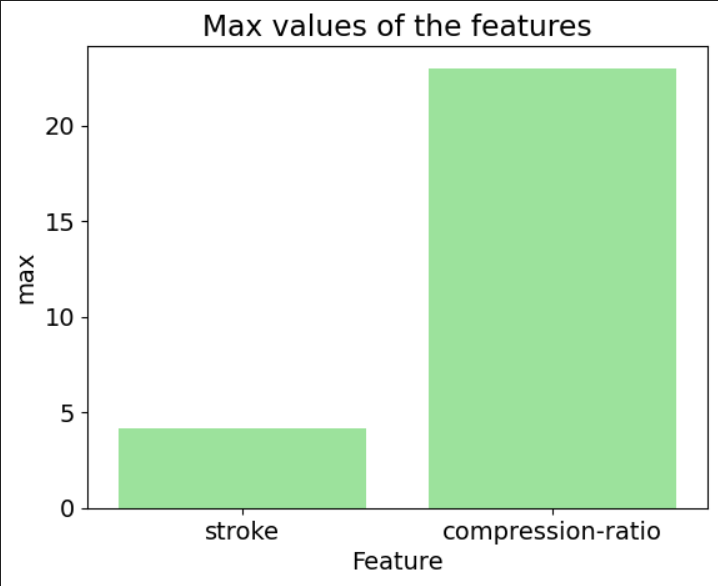 Max values of the features
20
15
10
5
0
max
stroke
compression-ratio
Feature